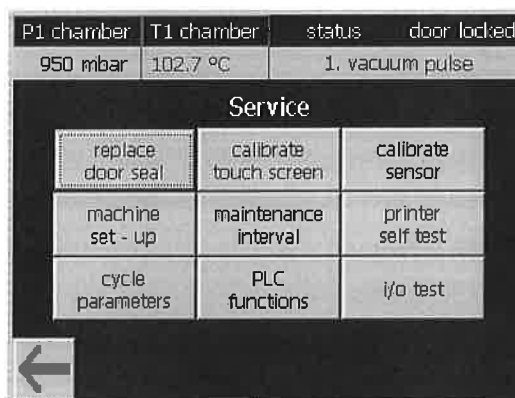 P1 chamber T1 chamber status door locked
950 mbar 102.7 ºC 1. vacuum pulse
Service
replace
door seal
calibrate
touch screen
calibrate
sensor
machine
set - up
maintenance
interval
printer
self test
cycle
parameters
PLC
functions
i/o test